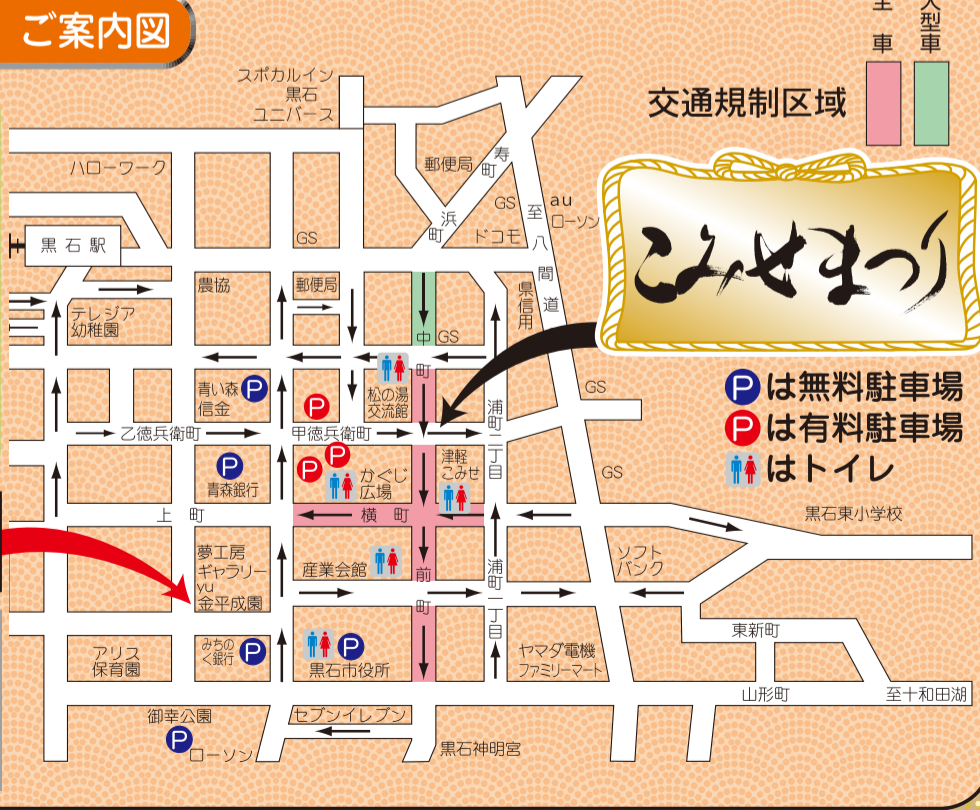 ご案内図
全車
大型車
交通規制区域
スポカルイン
黒石
ユニバース
ハローワーク
郵便局
寿町
浜町
GS
ドコモ
au
ローソン
至八間道
こみせまつり
黒石駅
GS
農協
郵便局
テレジア
幼稚園
県信用
中町
GS
青い森
信金
P
P
松の湯
交流館
浦町二丁目
GS
Pは無料駐車場
Pは有料駐車場
はトイレ
乙徳兵衛町
甲徳兵衛町
P
青森銀行
P
P
かぐじ
広場
津軽
こみせ
GS
上町
横町
黒石東小学校
夢工房
ギャラリー
yu
金平成園
産業会館
前町
浦町一丁目
ソフト
バンク
アリス
保育園
みちの
く銀行
P
P
黒石市役所
ヤマダ電機
ファミリーマート
東新町
山形町
至十和田湖
御幸公園
P
ローソン
セブンイレブン
黒石神明宮